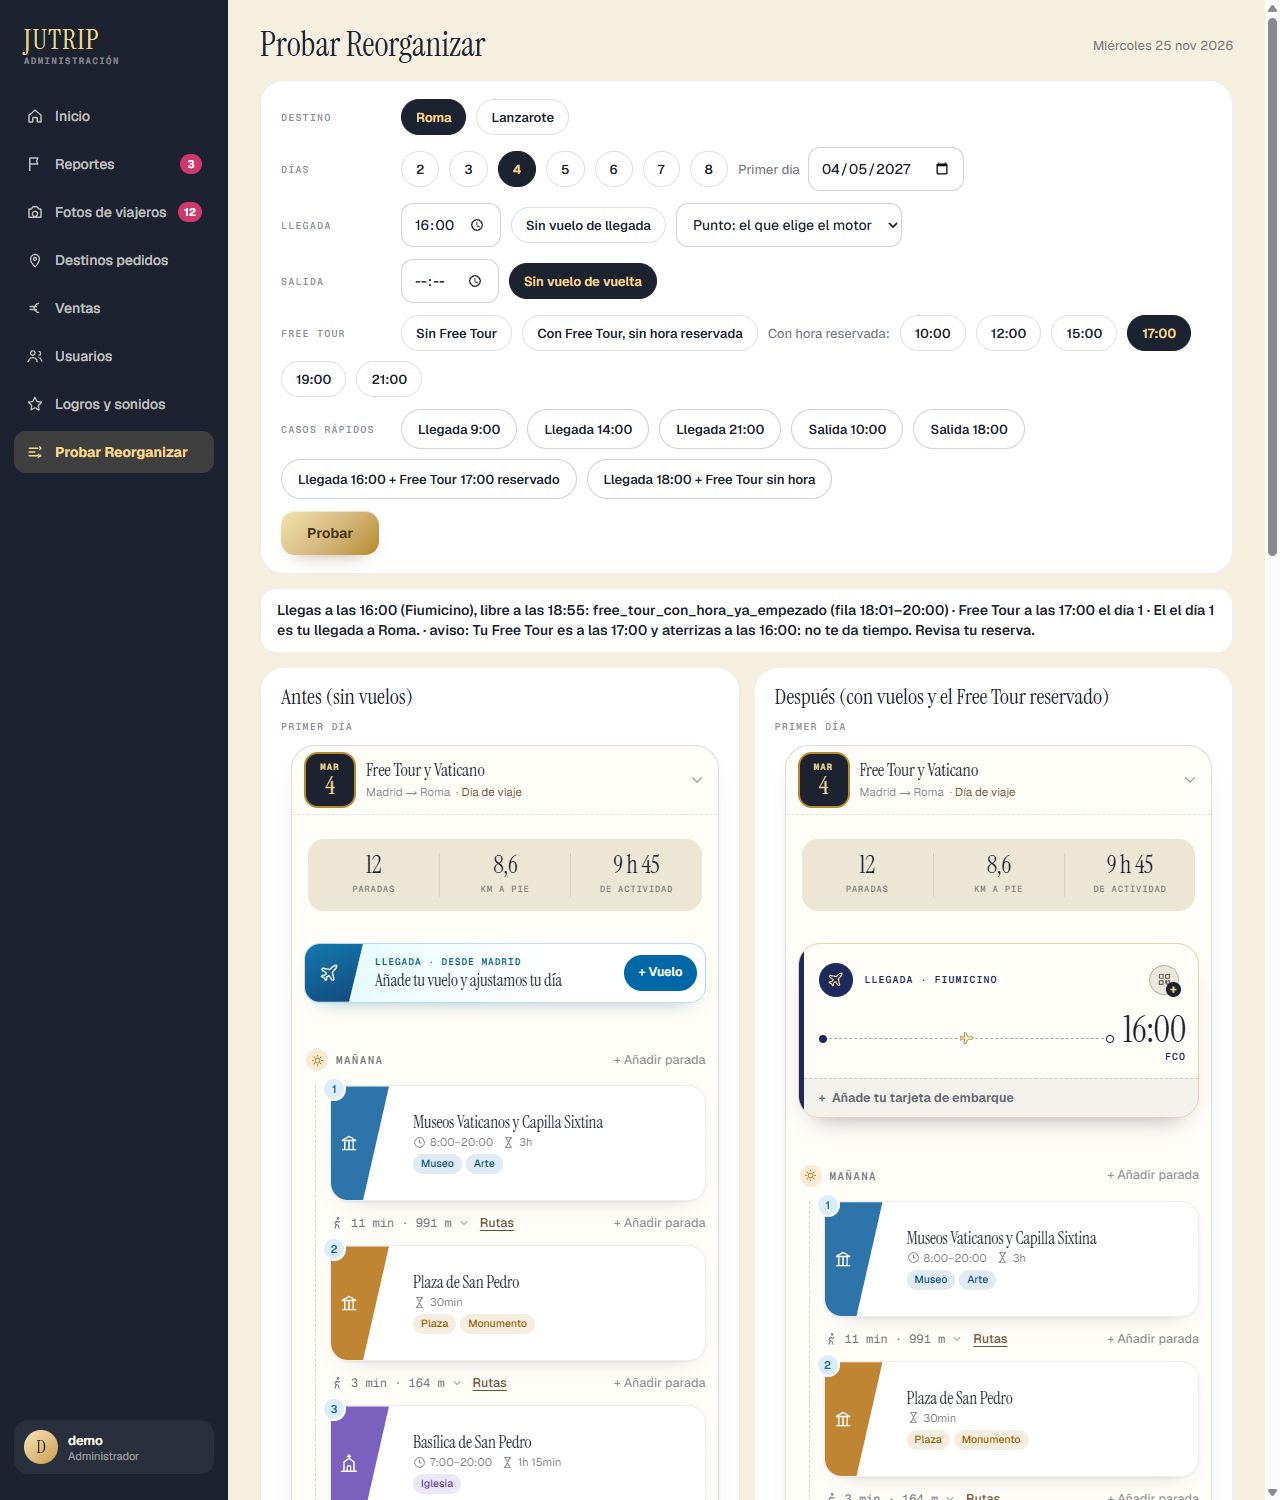 JUTRIP
ADMINISTRACIÓN
Inicio
Reportes 3
Fotos de viajeros 12
Destinos pedidos
Ventas
Usuarios
Logros y sonidos
Probar Reorganizar
D demo
Administrador
Probar Reorganizar
Miércoles 25 nov 2026
DESTINO Roma Lanzarote
DÍAS 2 3 4 5 6 7 8 Primer día 04/05/2027
LLEGADA 16:00 Sin vuelo de llegada Punto: el que elige el motor
SALIDA --:-- Sin vuelo de vuelta
FREE TOUR Sin Free Tour Con Free Tour, sin hora reservada Con hora reservada: 10:00 12:00 15:00 17:00
19:00 21:00
CASOS RÁPIDOS Llegada 9:00 Llegada 14:00 Llegada 21:00 Salida 10:00 Salida 18:00
Llegada 16:00 + Free Tour 17:00 reservado Llegada 18:00 + Free Tour sin hora
Probar
Llegas a las 16:00 (Fiumicino), libre a las 18:55: free_tour_con_hora_ya_empezado (fila 18:01–20:00) · Free Tour a las 17:00 el día 1 · El el día 1
es tu llegada a Roma. · aviso: Tu Free Tour es a las 17:00 y aterrizas a las 16:00: no te da tiempo. Revisa tu reserva.
Antes (sin vuelos)
PRIMER DÍA
MAR
4
Free Tour y Vaticano
Madrid → Roma · Día de viaje
12 8,6 9 h 45
PARADAS KM A PIE DE ACTIVIDAD
LLEGADA · DESDE MADRID
Añade tu vuelo y ajustamos tu día
+ Vuelo
MAÑANA + Añadir parada
1
Museos Vaticanos y Capilla Sixtina
8:00–20:00 3h
Museo Arte
11 min · 991 m Rutas + Añadir parada
2
Plaza de San Pedro
30min
Plaza Monumento
3 min · 164 m Rutas + Añadir parada
3
Basílica de San Pedro
7:00–20:00 1h 15min
Iglesia
Después (con vuelos y el Free Tour reservado)
PRIMER DÍA
MAR
4
Free Tour y Vaticano
Madrid → Roma · Día de viaje
12 8,6 9 h 45
PARADAS KM A PIE DE ACTIVIDAD
LLEGADA · FIUMICINO
16:00
FCO
+ Añade tu tarjeta de embarque
MAÑANA + Añadir parada
1
Museos Vaticanos y Capilla Sixtina
8:00–20:00 3h
Museo Arte
11 min · 991 m Rutas + Añadir parada
2
Plaza de San Pedro
30min
Plaza Monumento
3 min · 164 m Rutas + Añadir parada